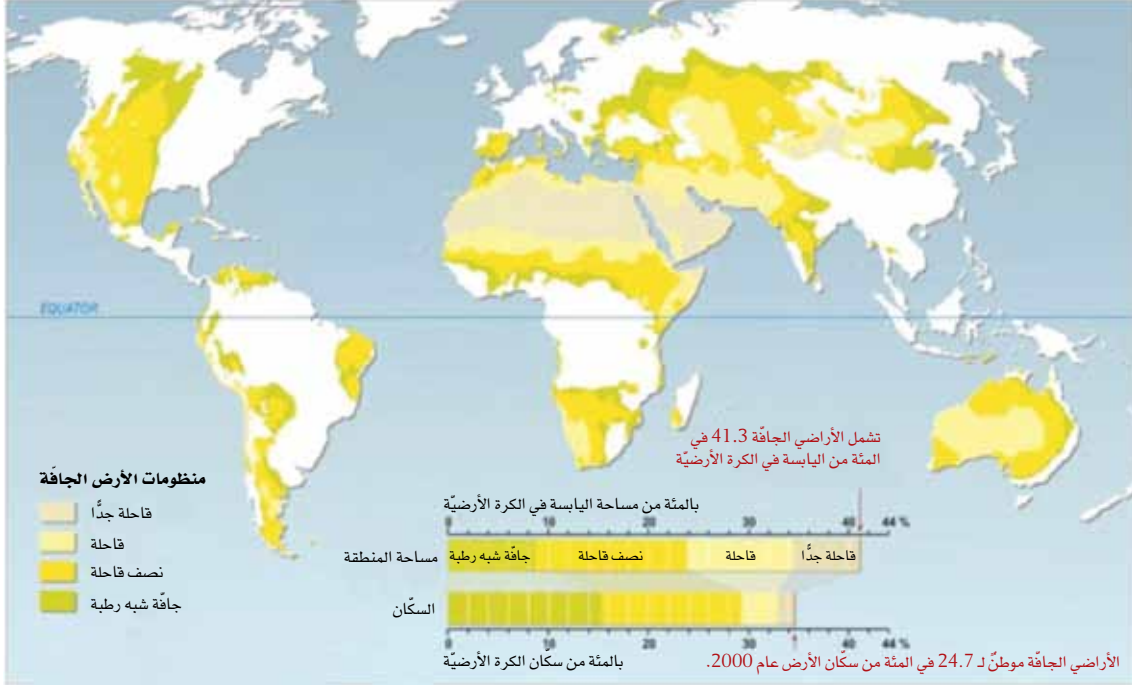 EQUATOR
تشمل الأراضي الجافّة 41.3 في
المئة من اليابسة في الكرة الأرضيّة
منظومات الأرض الجافّة
قاحلة جدًّا
قاحلة
نصف قاحلة
جافّة شبه رطبة
بالمئة من مساحة اليابسة في الكرة الأرضيّة
0 10 20 30 40 44 %
مساحة المنطقة
جافّة شبه رطبة
نصف قاحلة
قاحلة
قاحلة جدًّا
السكّان
0 10 20 30 40 44 %
بالمئة من سكّان الكرة الأرضيّة
الأراضي الجافّة موطنٌ لـ 24.7 في المئة من سكّان الأرض عام 2000.